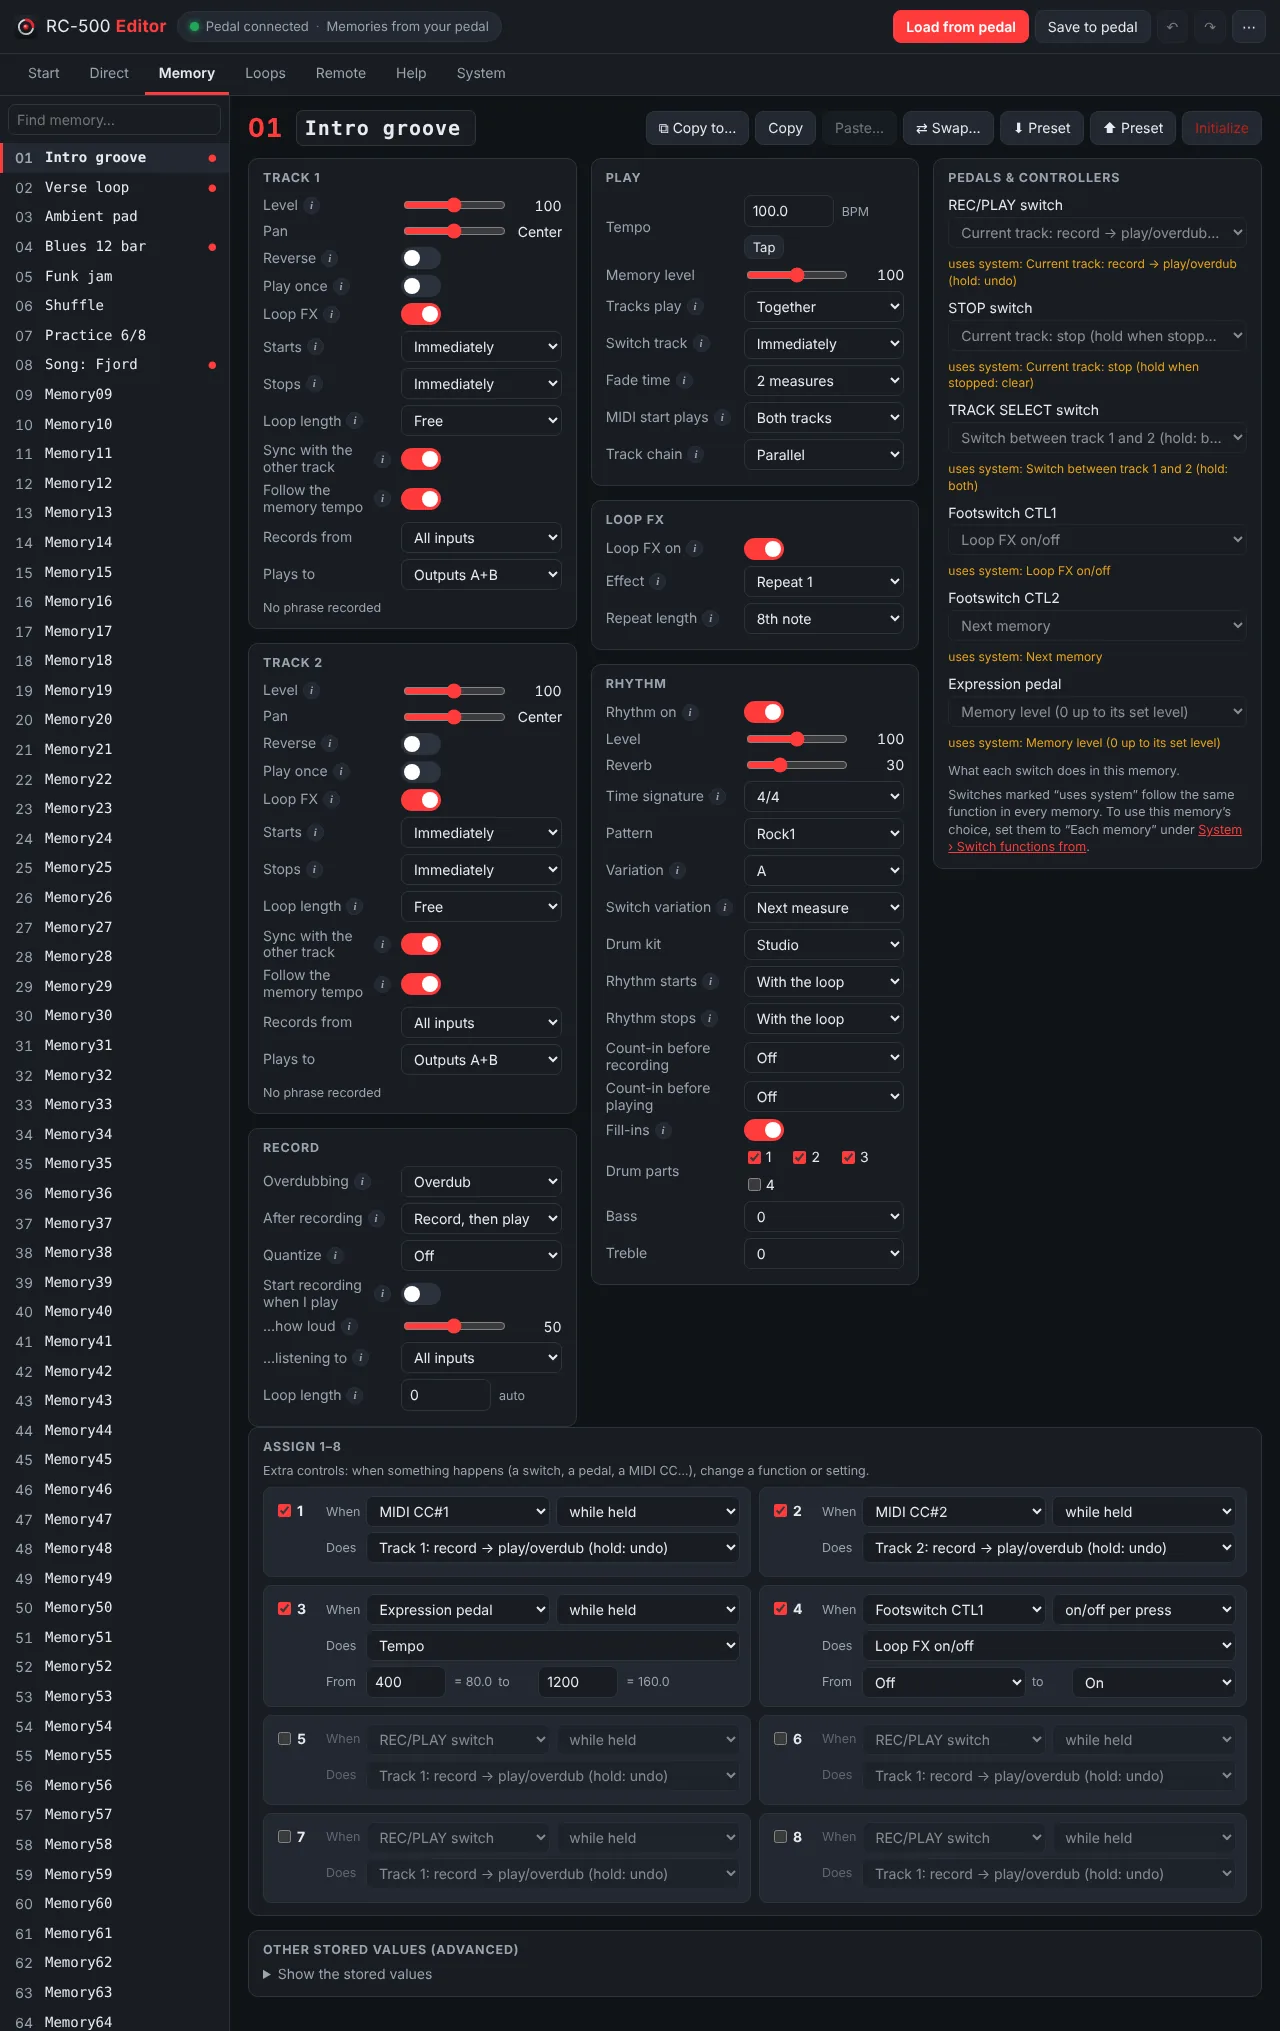 RC-500 Editor
Pedal connected · Memories from your pedal
Load from pedal
Save to pedal
Start Direct Memory Loops Remote Help System
Find memory...
01 Intro groove
02 Verse loop
03 Ambient pad
04 Blues 12 bar
05 Funk jam
06 Shuffle
07 Practice 6/8
08 Song: Fjord
09 Memory09
10 Memory10
11 Memory11
12 Memory12
13 Memory13
14 Memory14
15 Memory15
16 Memory16
17 Memory17
18 Memory18
19 Memory19
20 Memory20
21 Memory21
22 Memory22
23 Memory23
24 Memory24
25 Memory25
26 Memory26
27 Memory27
28 Memory28
29 Memory29
30 Memory30
31 Memory31
32 Memory32
33 Memory33
34 Memory34
35 Memory35
36 Memory36
37 Memory37
38 Memory38
39 Memory39
40 Memory40
41 Memory41
42 Memory42
43 Memory43
44 Memory44
45 Memory45
46 Memory46
47 Memory47
48 Memory48
49 Memory49
50 Memory50
51 Memory51
52 Memory52
53 Memory53
54 Memory54
55 Memory55
56 Memory56
57 Memory57
58 Memory58
59 Memory59
60 Memory60
61 Memory61
62 Memory62
63 Memory63
64 Memory64
01 Intro groove
⧉ Copy to... Copy Paste... ⇄ Swap... ⬇ Preset ⬆ Preset Initialize
TRACK 1
Level i 100
Pan Center
Reverse i
Play once i
Loop FX i
Starts i Immediately
Stops i Immediately
Loop length i Free
Sync with the
other track i
Follow the
memory tempo i
Records from All inputs
Plays to Outputs A+B
No phrase recorded
TRACK 2
Level i 100
Pan Center
Reverse i
Play once i
Loop FX i
Starts i Immediately
Stops i Immediately
Loop length i Free
Sync with the
other track i
Follow the
memory tempo i
Records from All inputs
Plays to Outputs A+B
No phrase recorded
RECORD
Overdubbing i Overdub
After recording i Record, then play
Quantize i Off
Start recording
when I play i
...how loud i 50
...listening to i All inputs
Loop length i 0 auto
PLAY
Tempo 100.0 BPM
Tap
Memory level 100
Tracks play i Together
Switch track i Immediately
Fade time i 2 measures
MIDI start plays i Both tracks
Track chain i Parallel
LOOP FX
Loop FX on i
Effect i Repeat 1
Repeat length i 8th note
RHYTHM
Rhythm on i
Level 100
Reverb 30
Time signature i 4/4
Pattern Rock1
Variation i A
Switch variation i Next measure
Drum kit Studio
Rhythm starts i With the loop
Rhythm stops i With the loop
Count-in before
recording Off
Count-in before
playing Off
Fill-ins i
Drum parts 1 2 3
4
Bass 0
Treble 0
PEDALS & CONTROLLERS
REC/PLAY switch
Current track: record → play/overdub...
uses system: Current track: record → play/overdub
(hold: undo)
STOP switch
Current track: stop (hold when stopp...
uses system: Current track: stop (hold when
stopped: clear)
TRACK SELECT switch
Switch between track 1 and 2 (hold: b...
uses system: Switch between track 1 and 2 (hold:
both)
Footswitch CTL1
Loop FX on/off
uses system: Loop FX on/off
Footswitch CTL2
Next memory
uses system: Next memory
Expression pedal
Memory level (0 up to its set level)
uses system: Memory level (0 up to its set level)
What each switch does in this memory.
Switches marked “uses system” follow the same
function in every memory. To use this memory’s
choice, set them to “Each memory” under System
› Switch functions from.
ASSIGN 1–8
Extra controls: when something happens (a switch, a pedal, a MIDI CC...), change a function or setting.
1 When MIDI CC#1 while held
Does Track 1: record → play/overdub (hold: undo)
2 When MIDI CC#2 while held
Does Track 2: record → play/overdub (hold: undo)
3 When Expression pedal while held
Does Tempo
From 400 = 80.0 to 1200 = 160.0
4 When Footswitch CTL1 on/off per press
Does Loop FX on/off
From Off to On
5 When REC/PLAY switch while held
Does Track 1: record → play/overdub (hold: undo)
6 When REC/PLAY switch while held
Does Track 1: record → play/overdub (hold: undo)
7 When REC/PLAY switch while held
Does Track 1: record → play/overdub (hold: undo)
8 When REC/PLAY switch while held
Does Track 1: record → play/overdub (hold: undo)
OTHER STORED VALUES (ADVANCED)
Show the stored values